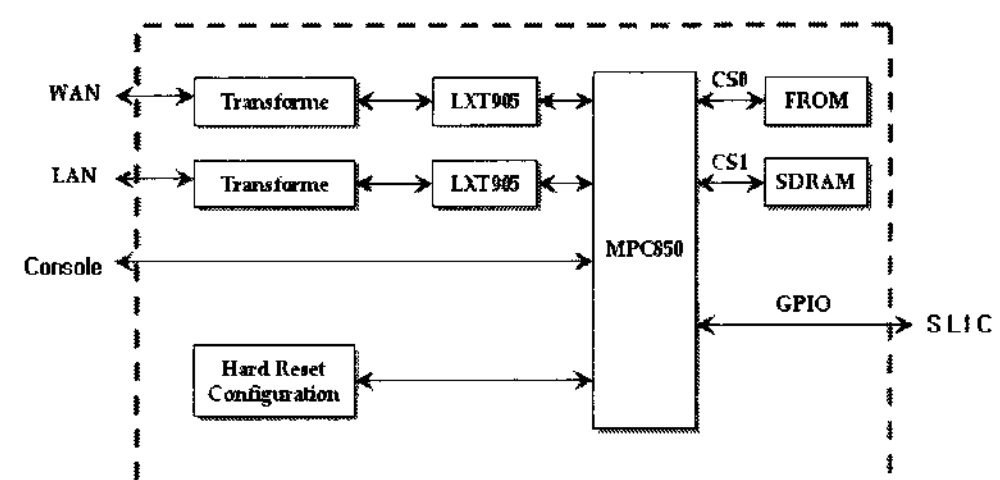 WAN
Transforme
LXT905
CS0
FROM
LAN
Transforme
LXT905
CS1
SDRAM
MPC850
Console
GPIO
SLIC
Hard Reset
Configuration